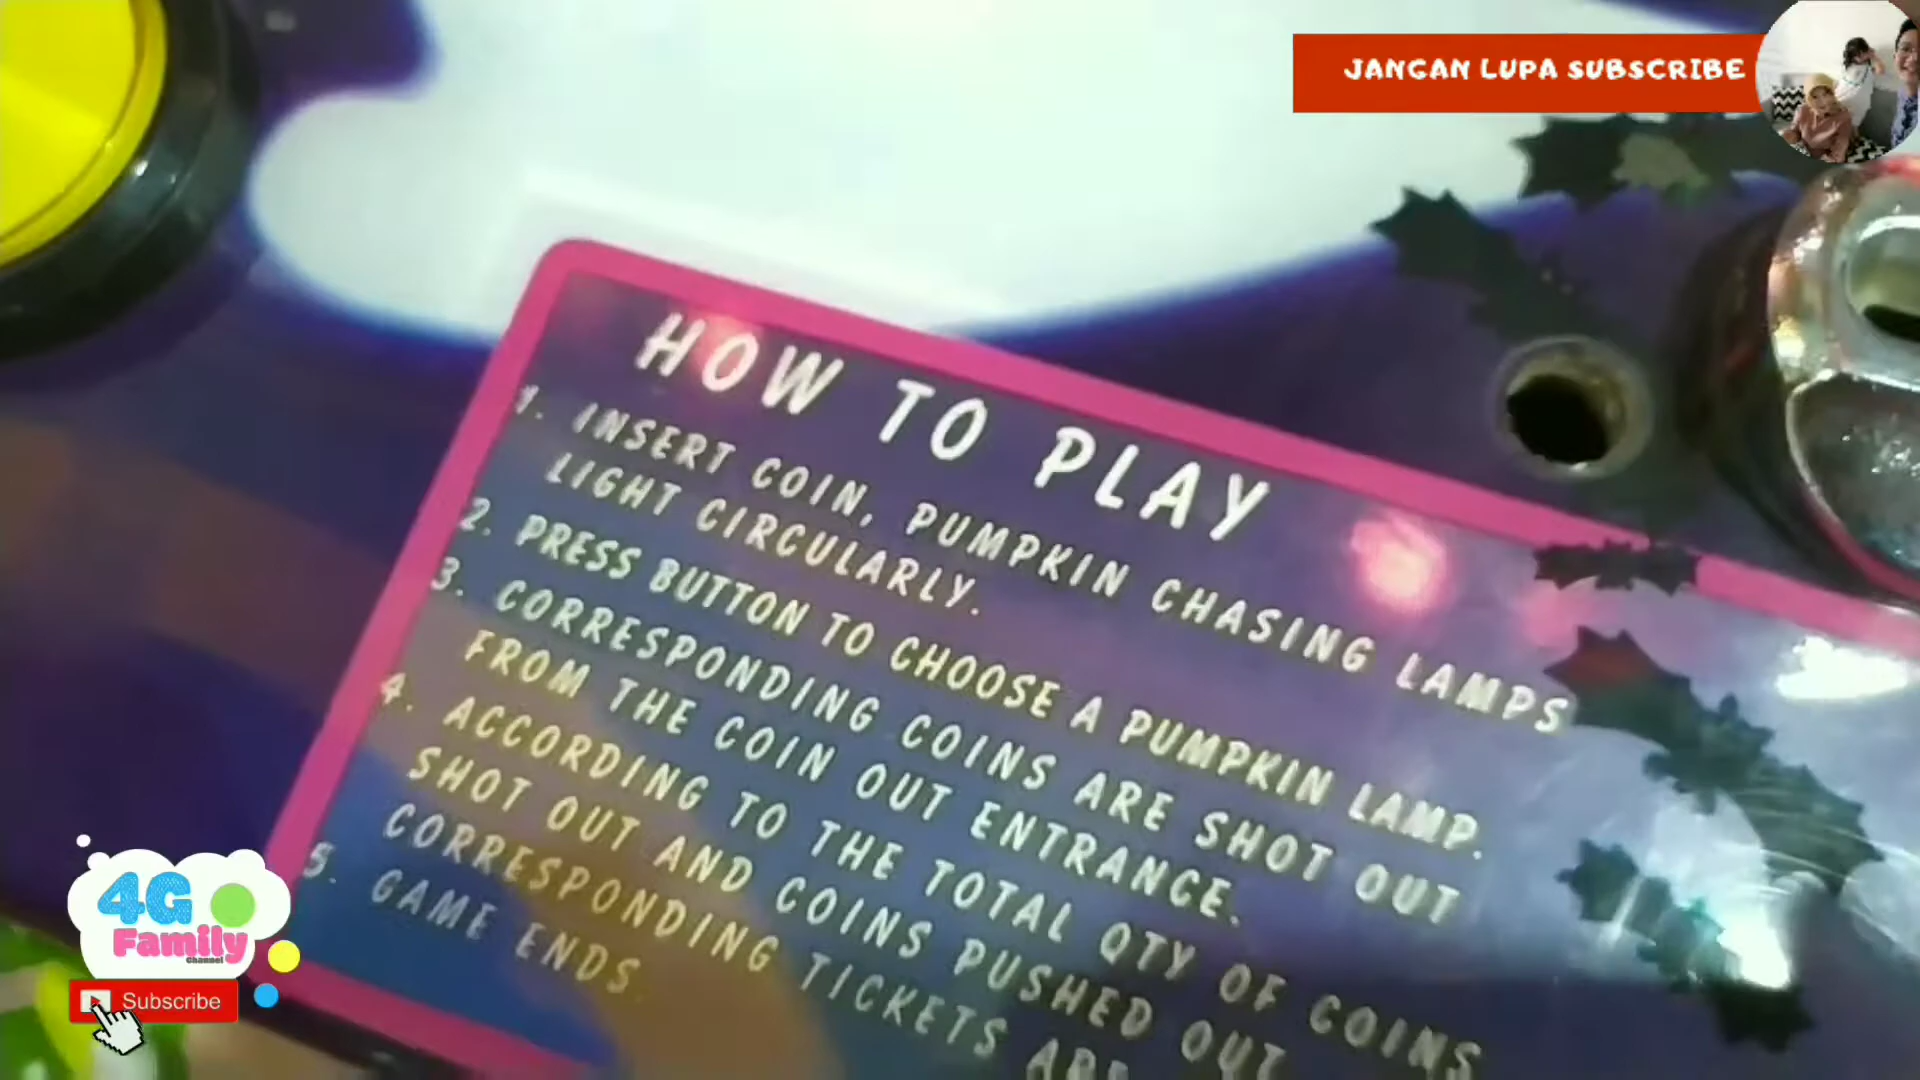 JANGAN LUPA SUBSCRIBE
HOW TO PLAY
1. INSERT COIN, PUMPKIN CHASING LAMPS
LIGHT CIRCULARLY.
2. PRESS BUTTON TO CHOOSE A PUMPKIN LAMP.
3. CORRESPONDING COINS ARE SHOT OUT
FROM THE COIN OUT ENTRANCE.
4. ACCORDING TO THE TOTAL QTY OF COINS
SHOT OUT AND COINS PUSHED OUT
CORRESPONDING TICKETS ARE
5. GAME ENDS.
4G
Family
Channel
Subscribe